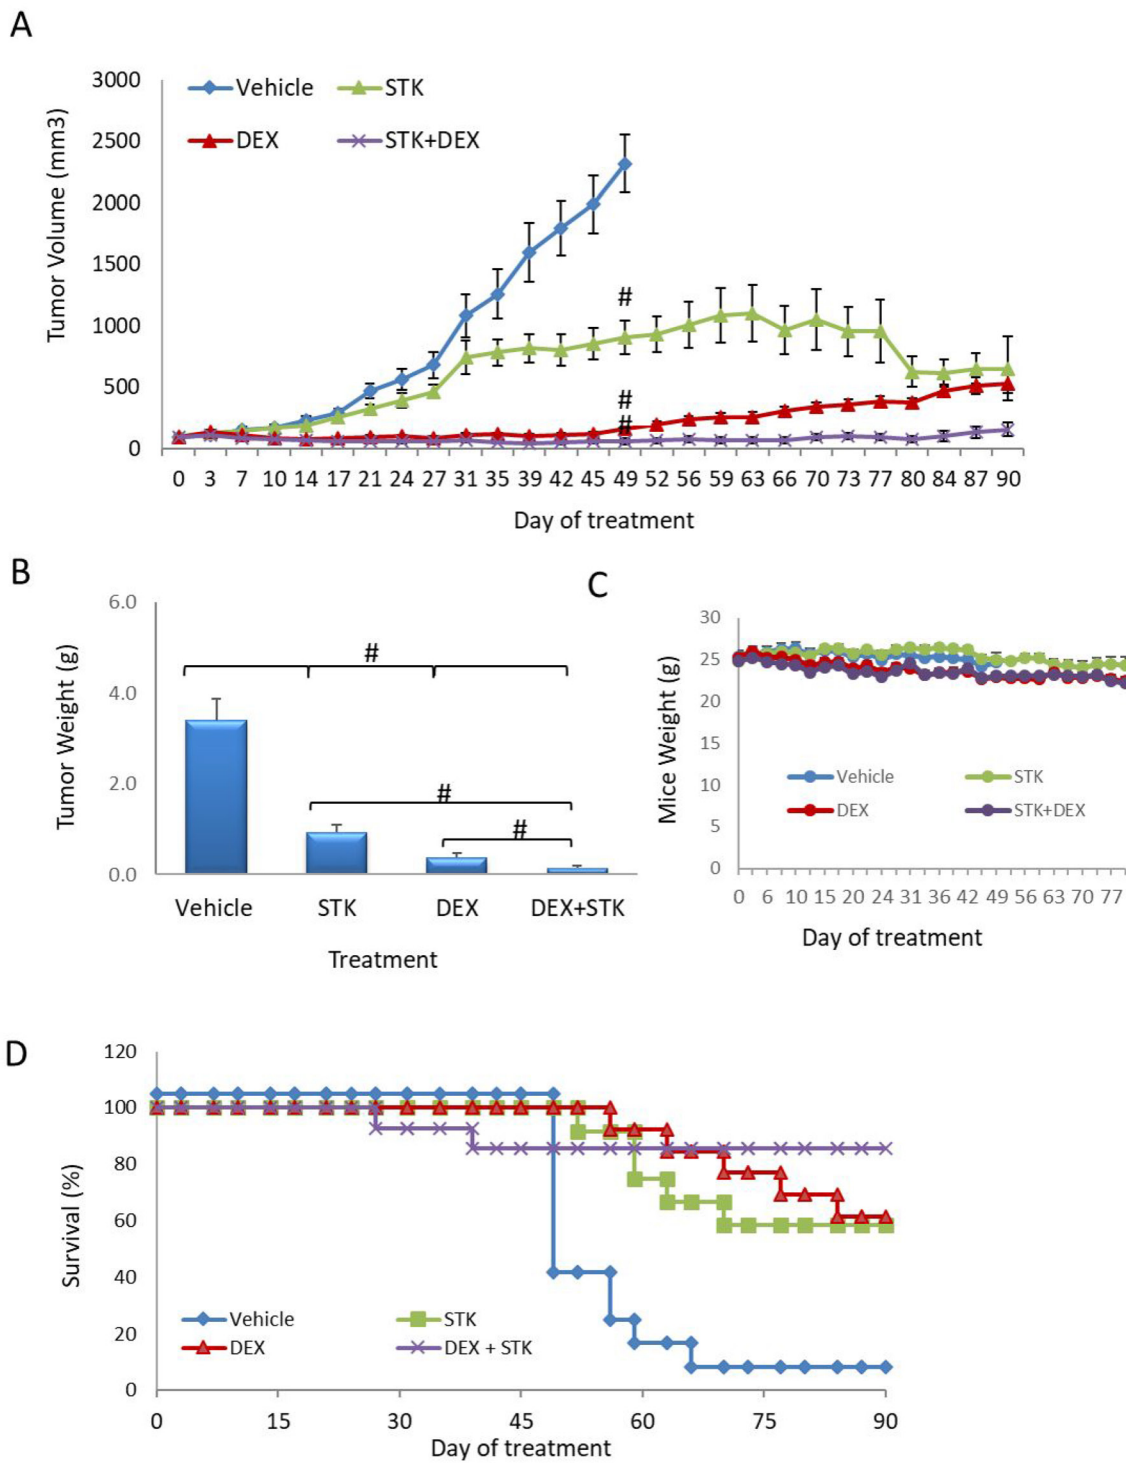 A
3000
2500
2000
1500
1000
500
0
Tumor Volume (mm3)
Vehicle STK
DEX STK+DEX
#
#
#
0 3 7 10 14 17 21 24 27 31 35 39 42 45 49 52 56 59 63 66 70 73 77 80 84 87 90
Day of treatment
B
6.0
4.0
2.0
0.0
Tumor Weight (g)
#
#
#
Vehicle STK DEX DEX+STK
Treatment
C
30
25
20
15
10
5
0
Mice Weight (g)
Vehicle STK
DEX STK+DEX
0 6 10 15 20 24 31 36 42 49 56 63 70 77
Day of treatment
D
120
100
80
60
40
20
0
Survival (%)
Vehicle STK
DEX DEX + STK
0 15 30 45 60 75 90
Day of treatment